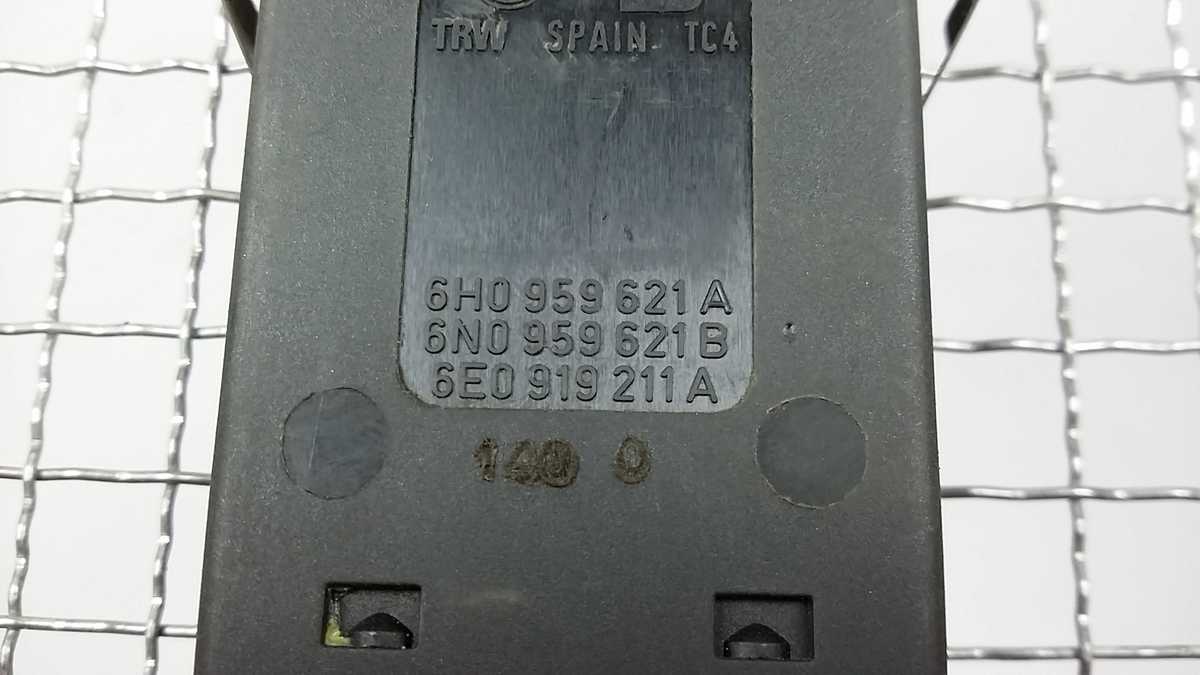 TRW SPAIN TC4
6H0 959 621 A
6N0 959 621 B
6E0 919 211 A